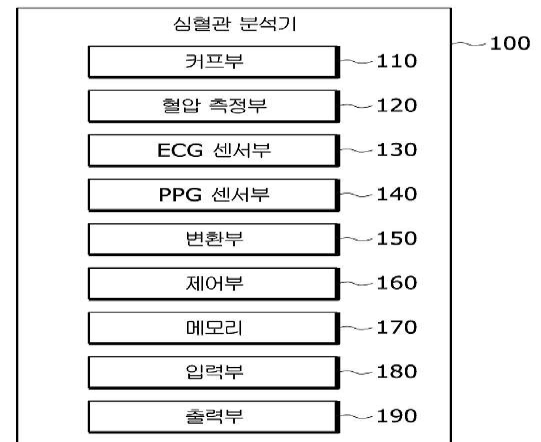 심혈관 분석기
100
커프부 110
혈압 측정부 120
ECG 센서부 130
PPG 센서부 140
변환부 150
제어부 160
메모리 170
입력부 180
출력부 190